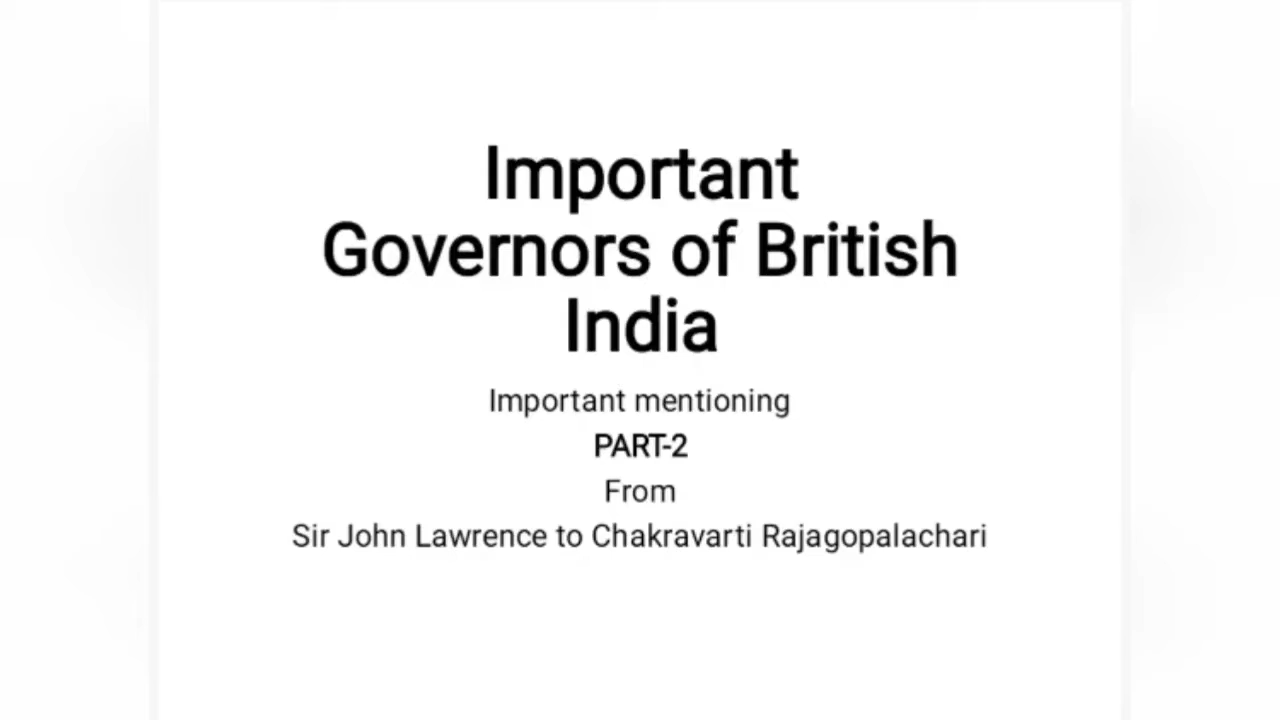 Important
Governors of British
India
Important mentioning
PART-2
From
Sir John Lawrence to Chakravarti Rajagopalachari